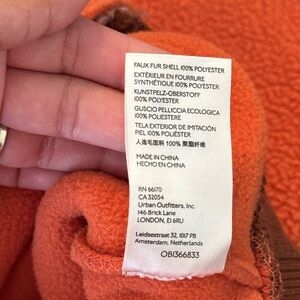 FAUX FUR SHELL 100% POLYESTER
EXTÉRIEUR EN FOURRURE
SYNTHÉTIQUE 100% POLYESTER
KUNSTPELZ-OBERSTOFF
100% POLYESTER
GUSCIO PELLICCIA ECOLOGICA
100% POLIESTERE
TELA EXTERIOR DE IMITACIÓN
PIEL 100% POLIÉSTER
人造毛面料 100% 聚酯纤维
MADE IN CHINA
HECHO EN CHINA
RN 66170
CA 32054
Urban Outfitters, Inc.
146 Brick Lane
LONDON, E1 6RU
Leidsestraat 32, 1017 PB
Amsterdam, Netherlands
OB1366833